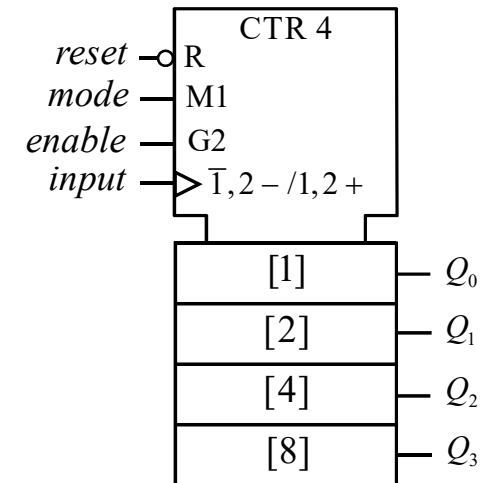 CTR 4
reset R
mode M1
enable G2
input 1̅,2 − /1,2 +
[1] Q₀
[2] Q₁
[4] Q₂
[8] Q₃